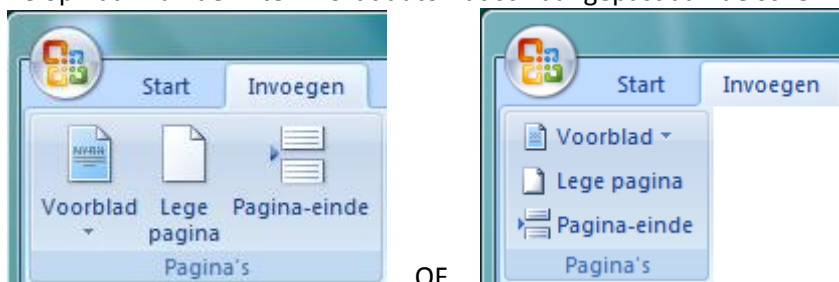 Start Invoegen
Voorblad Lege pagina Pagina-einde
Pagina's
OF
Start Invoegen
Voorblad
Lege pagina
Pagina-einde
Pagina's